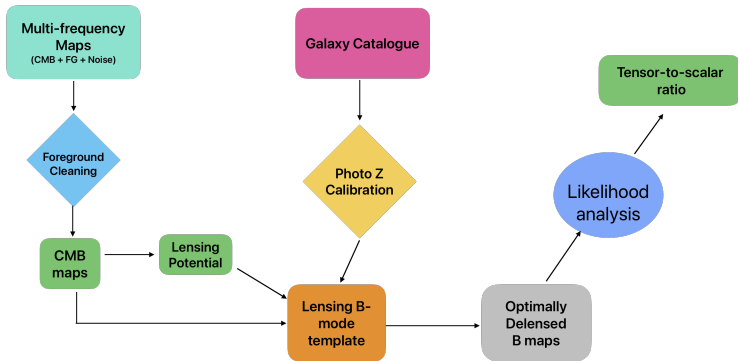 Multi-frequency
Maps
(CMB + FG + Noise)
Galaxy Catalogue
Tensor-to-scalar
ratio
Foreground
Cleaning
Photo Z
Calibration
Likelihood
analysis
CMB
maps
Lensing
Potential
Lensing B-
mode
template
Optimally
Delensed
B maps